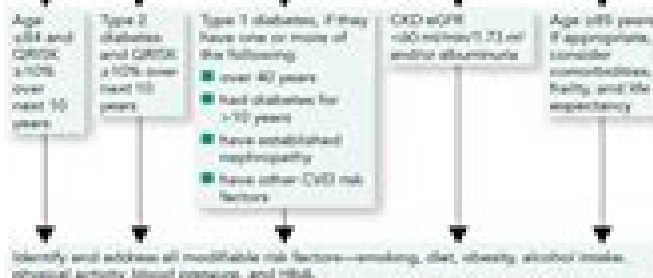 Age
≤84 and
QRISK
≥10%
over
next 10
years
Type 2
diabetes
and QRISK
≥10% over
next 10
years
Type 1 diabetes, if they
have one or more of
the following:
over 40 years
had diabetes for
>10 years
have established
nephropathy
have other CVD risk
factors
CKD eGFR
<60 ml/min/1.73 m²
and/or albuminuria
Age ≥85 years
if appropriate,
consider
comorbidities,
frailty, and life
expectancy
Identify and address all modifiable risk factors—smoking, diet, obesity, alcohol intake,
physical activity, blood pressure, and HbA